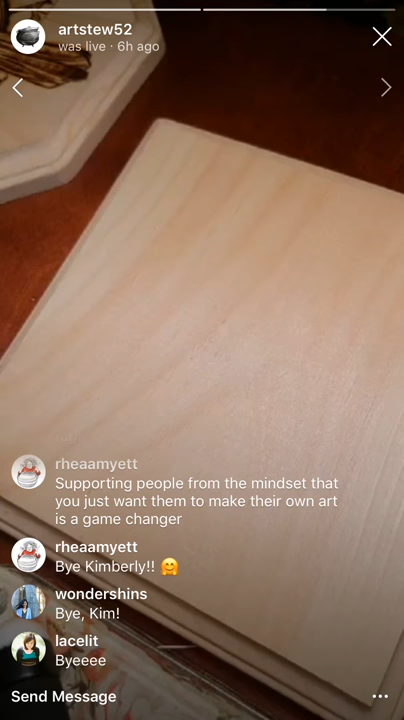 artstew52
was live · 6h ago
rheaamyett
Supporting people from the mindset that
you just want them to make their own art
is a game changer
rheaamyett
Bye Kimberly!! 🤗
wondershins
Bye, Kim!
lacelit
Byeeee
Send Message